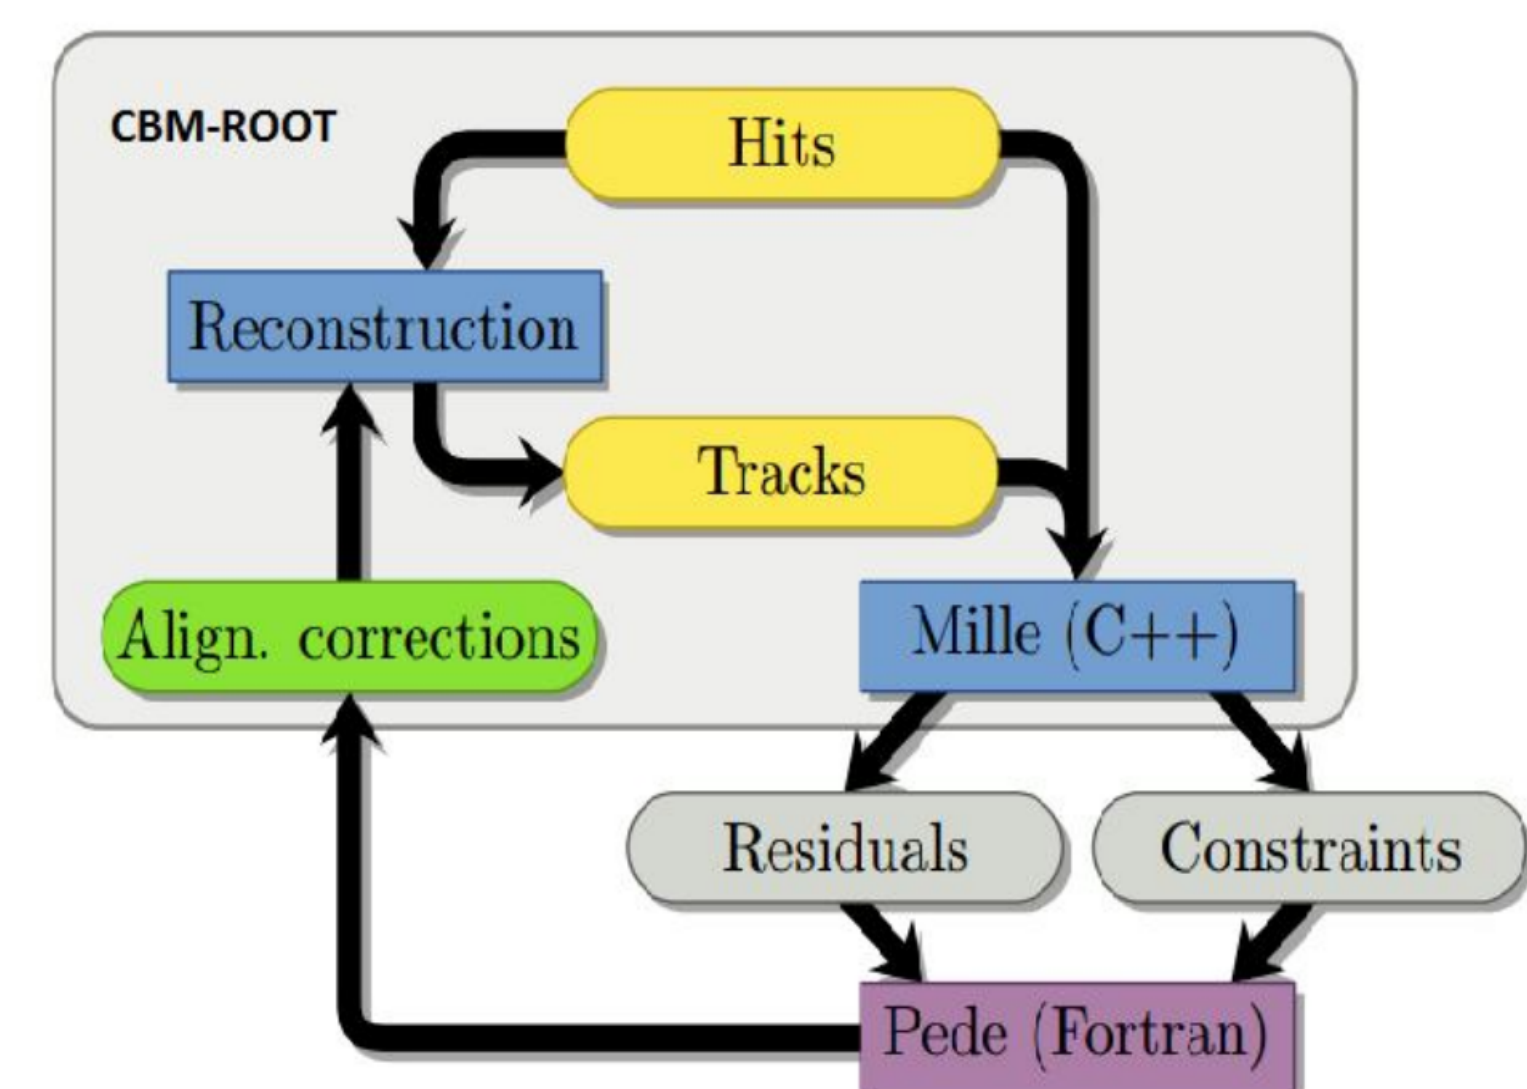 CBM-ROOT
Hits
Reconstruction
Tracks
Align. corrections
Mille (C++)
Residuals
Constraints
Pede (Fortran)